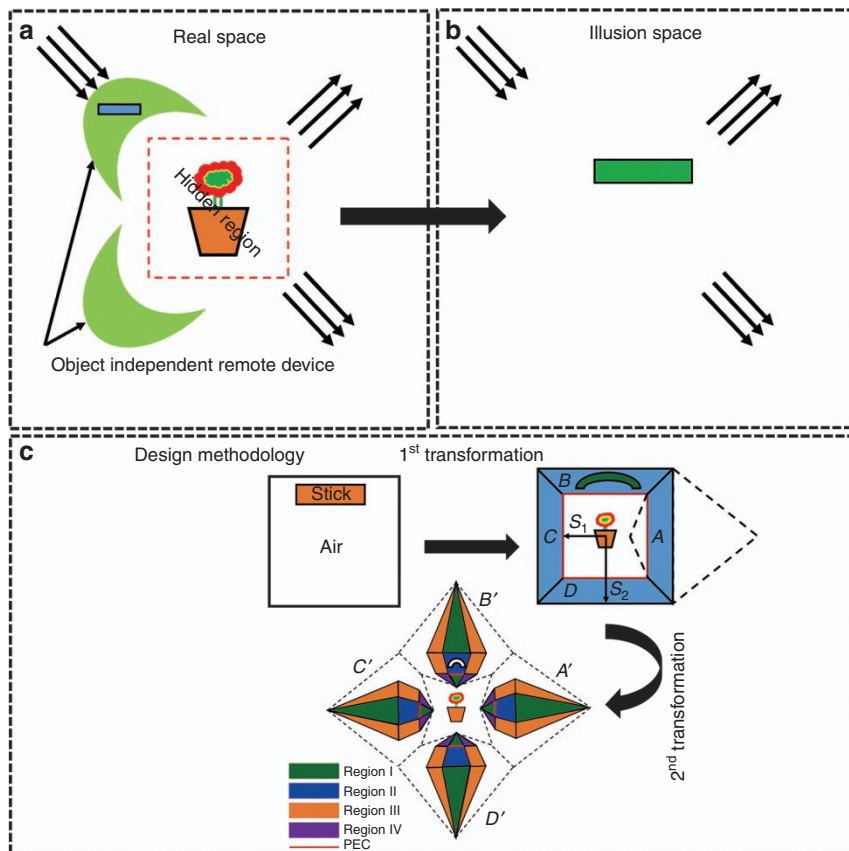 a
Real space
Hidden region
Object independent remote device
b
Illusion space
c
Design methodology
1st transformation
Stick
Air
B
S1
C
A
D
S2
2nd transformation
B'
C'
A'
D'
Region I
Region II
Region III
Region IV
PEC